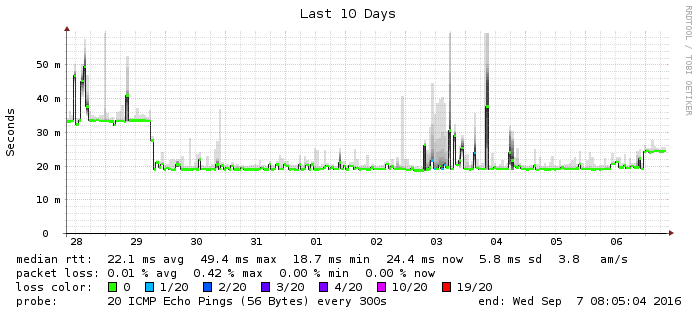 Last 10 Days
RRDTOOL / TOBI OETIKER
Seconds
50 m
40 m
30 m
20 m
10 m
0
28 29 30 31 01 02 03 04 05 06
median rtt: 22.1 ms avg 49.4 ms max 18.7 ms min 24.4 ms now 5.8 ms sd 3.8 am/s
packet loss: 0.01 % avg 0.42 % max 0.00 % min 0.00 % now
loss color: 0 1/20 2/20 3/20 4/20 10/20 19/20
probe: 20 ICMP Echo Pings (56 Bytes) every 300s end: Wed Sep 7 08:05:04 2016